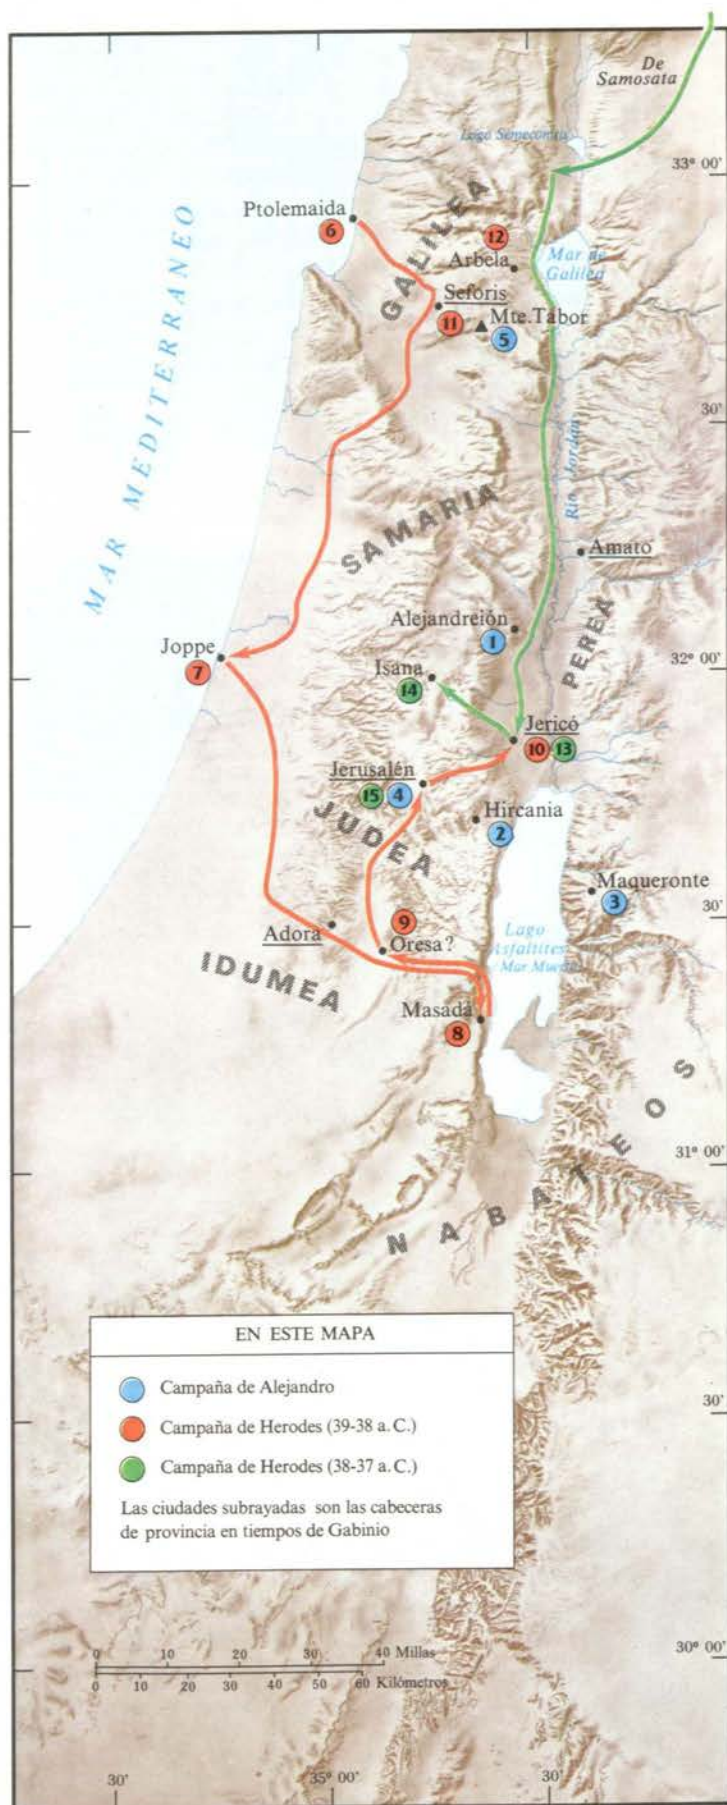 De
Samosata
Lago Semeconitis
33º 00'
Ptolemaida
6
GALILEA
12
Arbela
Mar de
Galilea
Seforis
11
Mte.Tabor
5
MAR MEDITERRANEO
30'
Río Jordán
SAMARIA
Amato
Alejandreión
1
PEREA
Joppe
7
32º 00'
Isana
14
Jericó
10 13
Jerusalén
15 4
JUDEA
Hircania
2
Maqueronte
3
30'
9
Adora
Oresa?
Lago
Asfaltites
Mar Muerto
IDUMEA
Masada
8
NABATEOS
31º 00'
EN ESTE MAPA
Campaña de Alejandro
Campaña de Herodes (39-38 a.C.)
Campaña de Herodes (38-37 a.C.)
Las ciudades subrayadas son las cabeceras
de provincia en tiempos de Gabinio
30'
0 10 20 30 40 Millas
0 10 20 30 40 50 60 Kilómetros
30º 00'
30' 35º 00' 30'